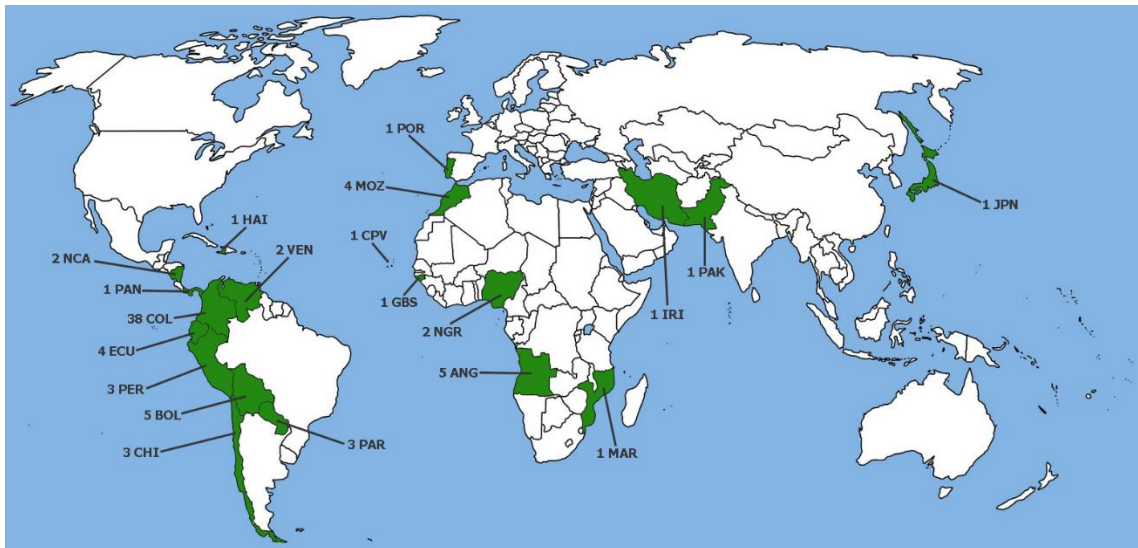 1 POR
4 MOZ
1 JPN
1 HAI
1 CPV
2 VEN
2 NCA
1 PAK
1 PAN
1 GBS
1 IRI
38 COL
2 NGR
4 ECU
5 ANG
3 PER
5 BOL
3 PAR
3 CHI
1 MAR